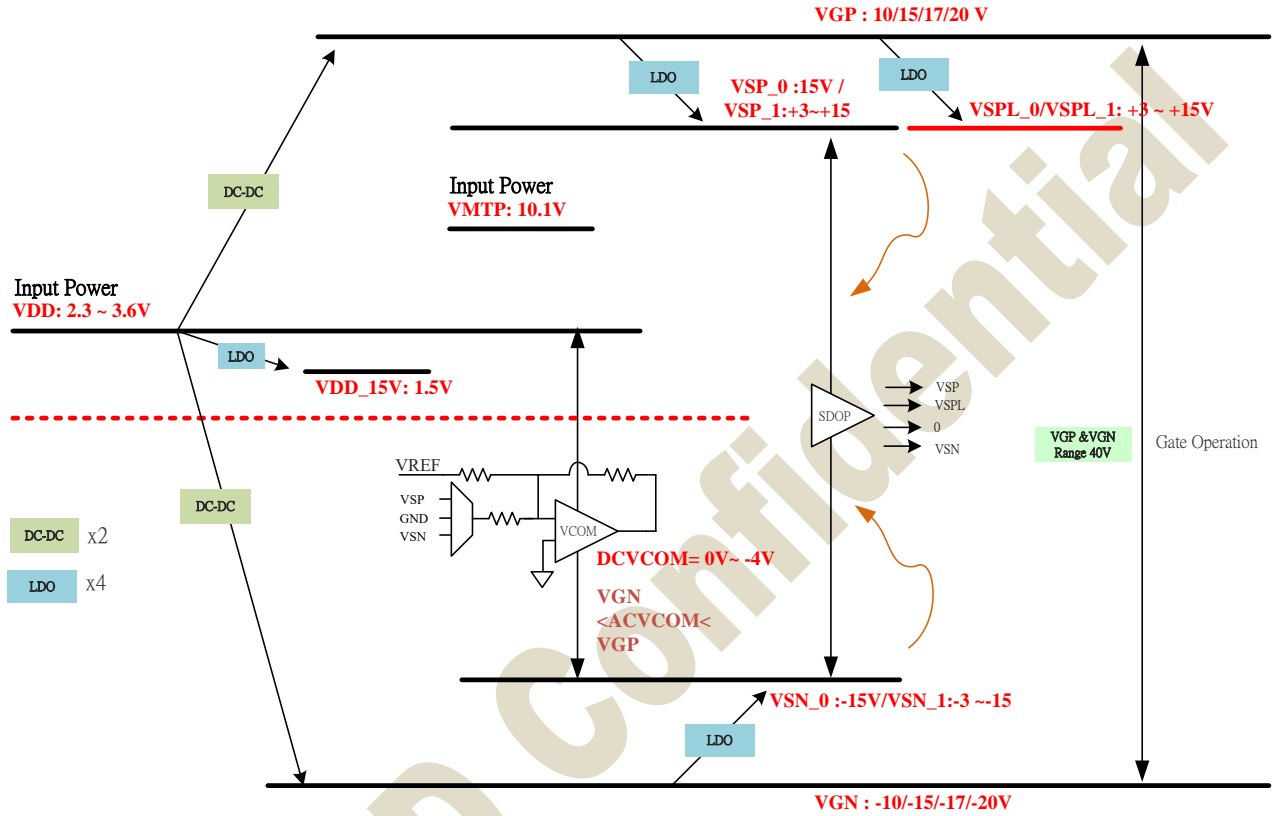 VGP : 10/15/17/20 V
LDO
LDO
VSP_0 :15V /
VSP_1:+3~+15
VSPL_0/VSPL_1: +3 ~ +15V
DC-DC
Input Power
VMTP: 10.1V
Input Power
VDD: 2.3 ~ 3.6V
LDO
VDD_15V: 1.5V
VSP
VSPL
SDOP
0
VSN
VGP &VGN
Range 40V
Gate Operation
VREF
VSP
GND
VSN
VCOM
DC-DC
DC-DC x2
LDO x4
DCVCOM= 0V~ -4V
VGN
<ACVCOM<
VGP
VSN_0 :-15V/VSN_1:-3 ~-15
LDO
VGN : -10/-15/-17/-20V
Confidential